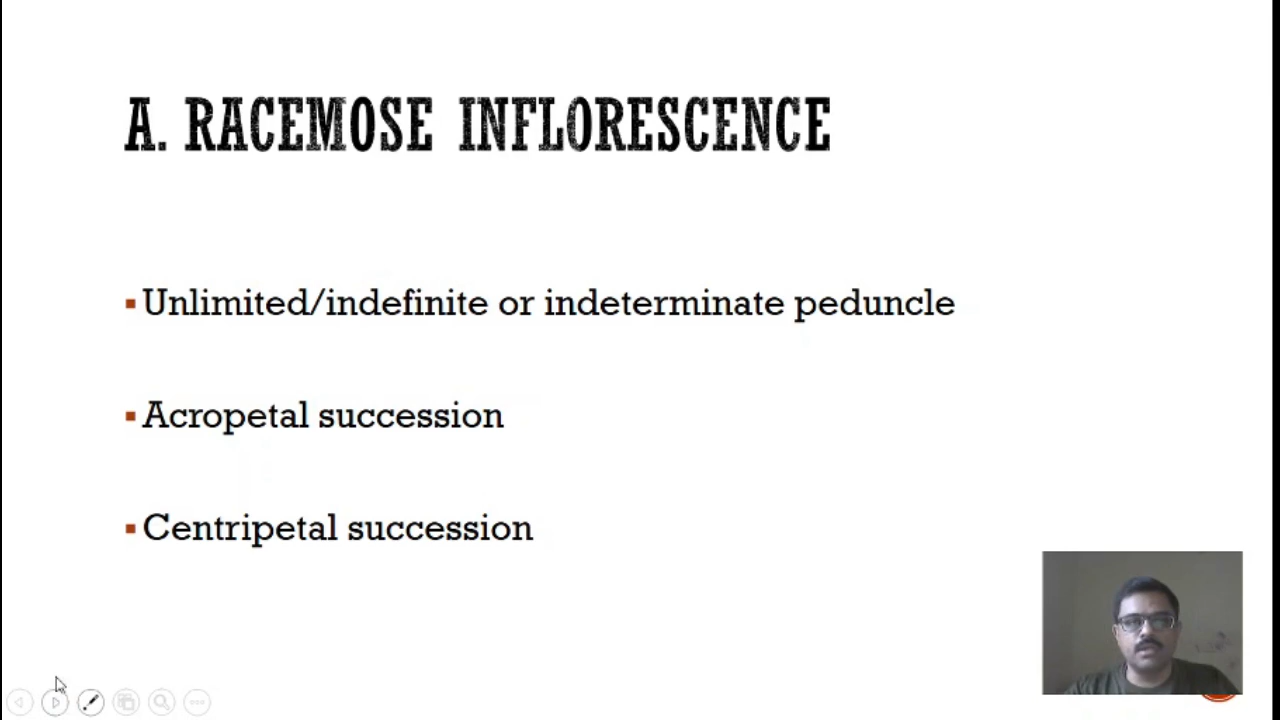 A. RACEMOSE INFLORESCENCE
Unlimited/indefinite or indeterminate peduncle
Acropetal succession
Centripetal succession